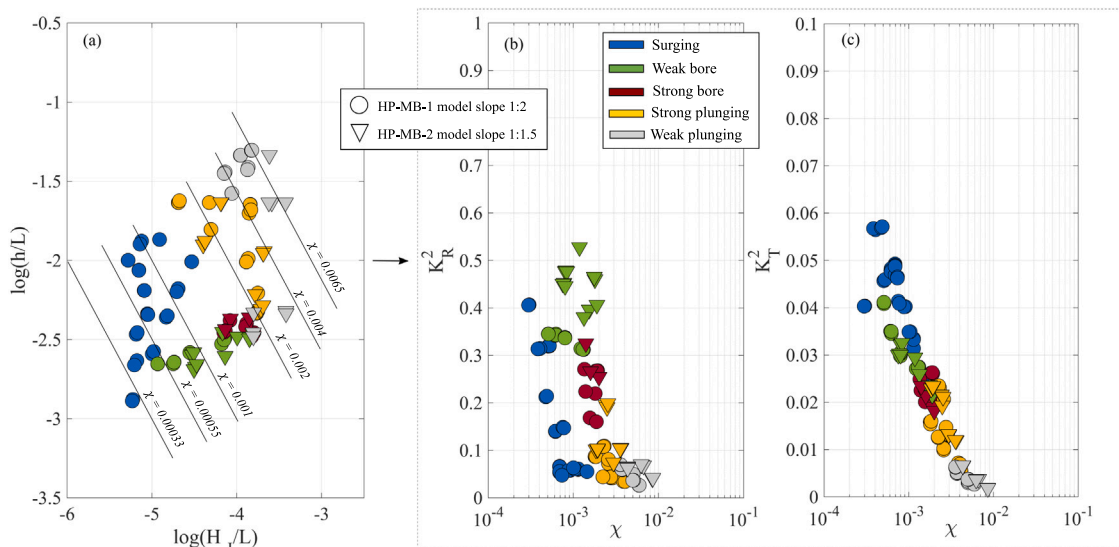 (a)
-0.5
-1
-1.5
-2
-2.5
-3
-3.5
log(h/L)
-6
-5
-4
-3
log(H_I/L)
χ = 0.00033
χ = 0.00055
χ = 0.001
χ = 0.002
χ = 0.004
χ = 0.0065
HP-MB-1 model slope 1:2
HP-MB-2 model slope 1:1.5
(b)
1
0.9
0.8
0.7
0.6
0.5
0.4
0.3
0.2
0.1
0
K_R^2
10^-4
10^-3
10^-2
10^-1
χ
Surging
Weak bore
Strong bore
Strong plunging
Weak plunging
(c)
0.1
0.09
0.08
0.07
0.06
0.05
0.04
0.03
0.02
0.01
0
K_T^2
10^-4
10^-3
10^-2
10^-1
χ